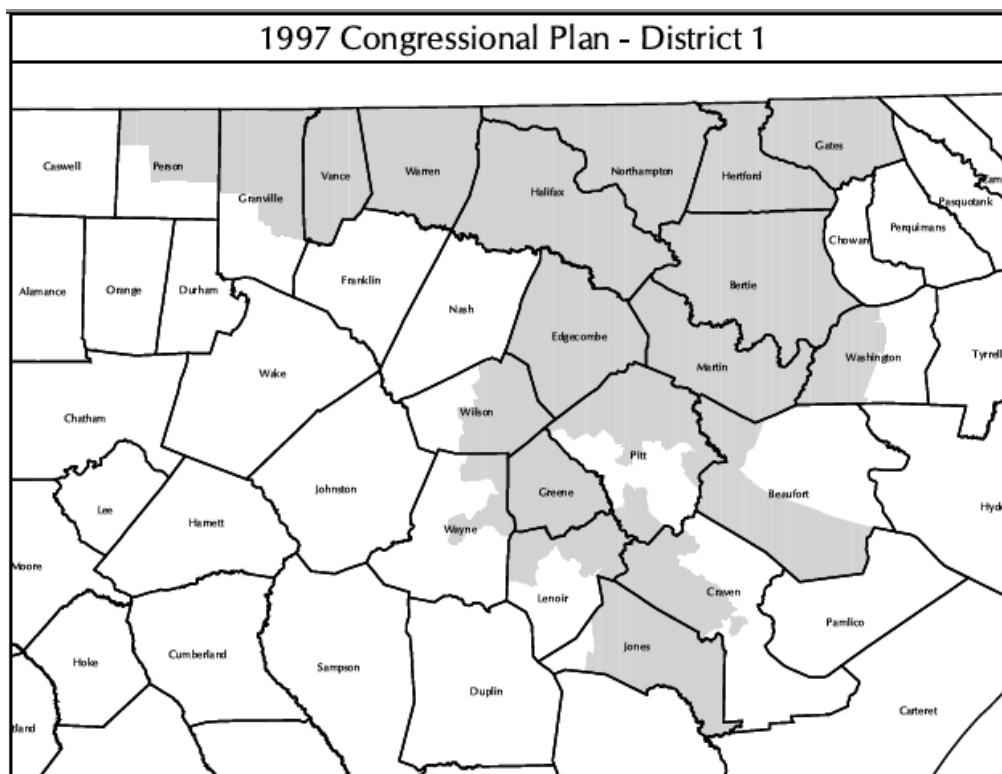 1997 Congressional Plan - District 1
Caswell
Person
Granville
Vance
Warren
Halifax
Northampton
Hertford
Gates
Pasquotank
Perquimans
Chowan
Alamance
Orange
Durham
Franklin
Nash
Edgecombe
Bertie
Martin
Washington
Tyrrell
Wake
Chatham
Wilson
Pitt
Beaufort
Hyde
Johnston
Greene
Lee
Harnett
Wayne
Moore
Lenoir
Craven
Pamlico
Jones
Hoke
Cumberland
Sampson
Duplin
Carteret
tland